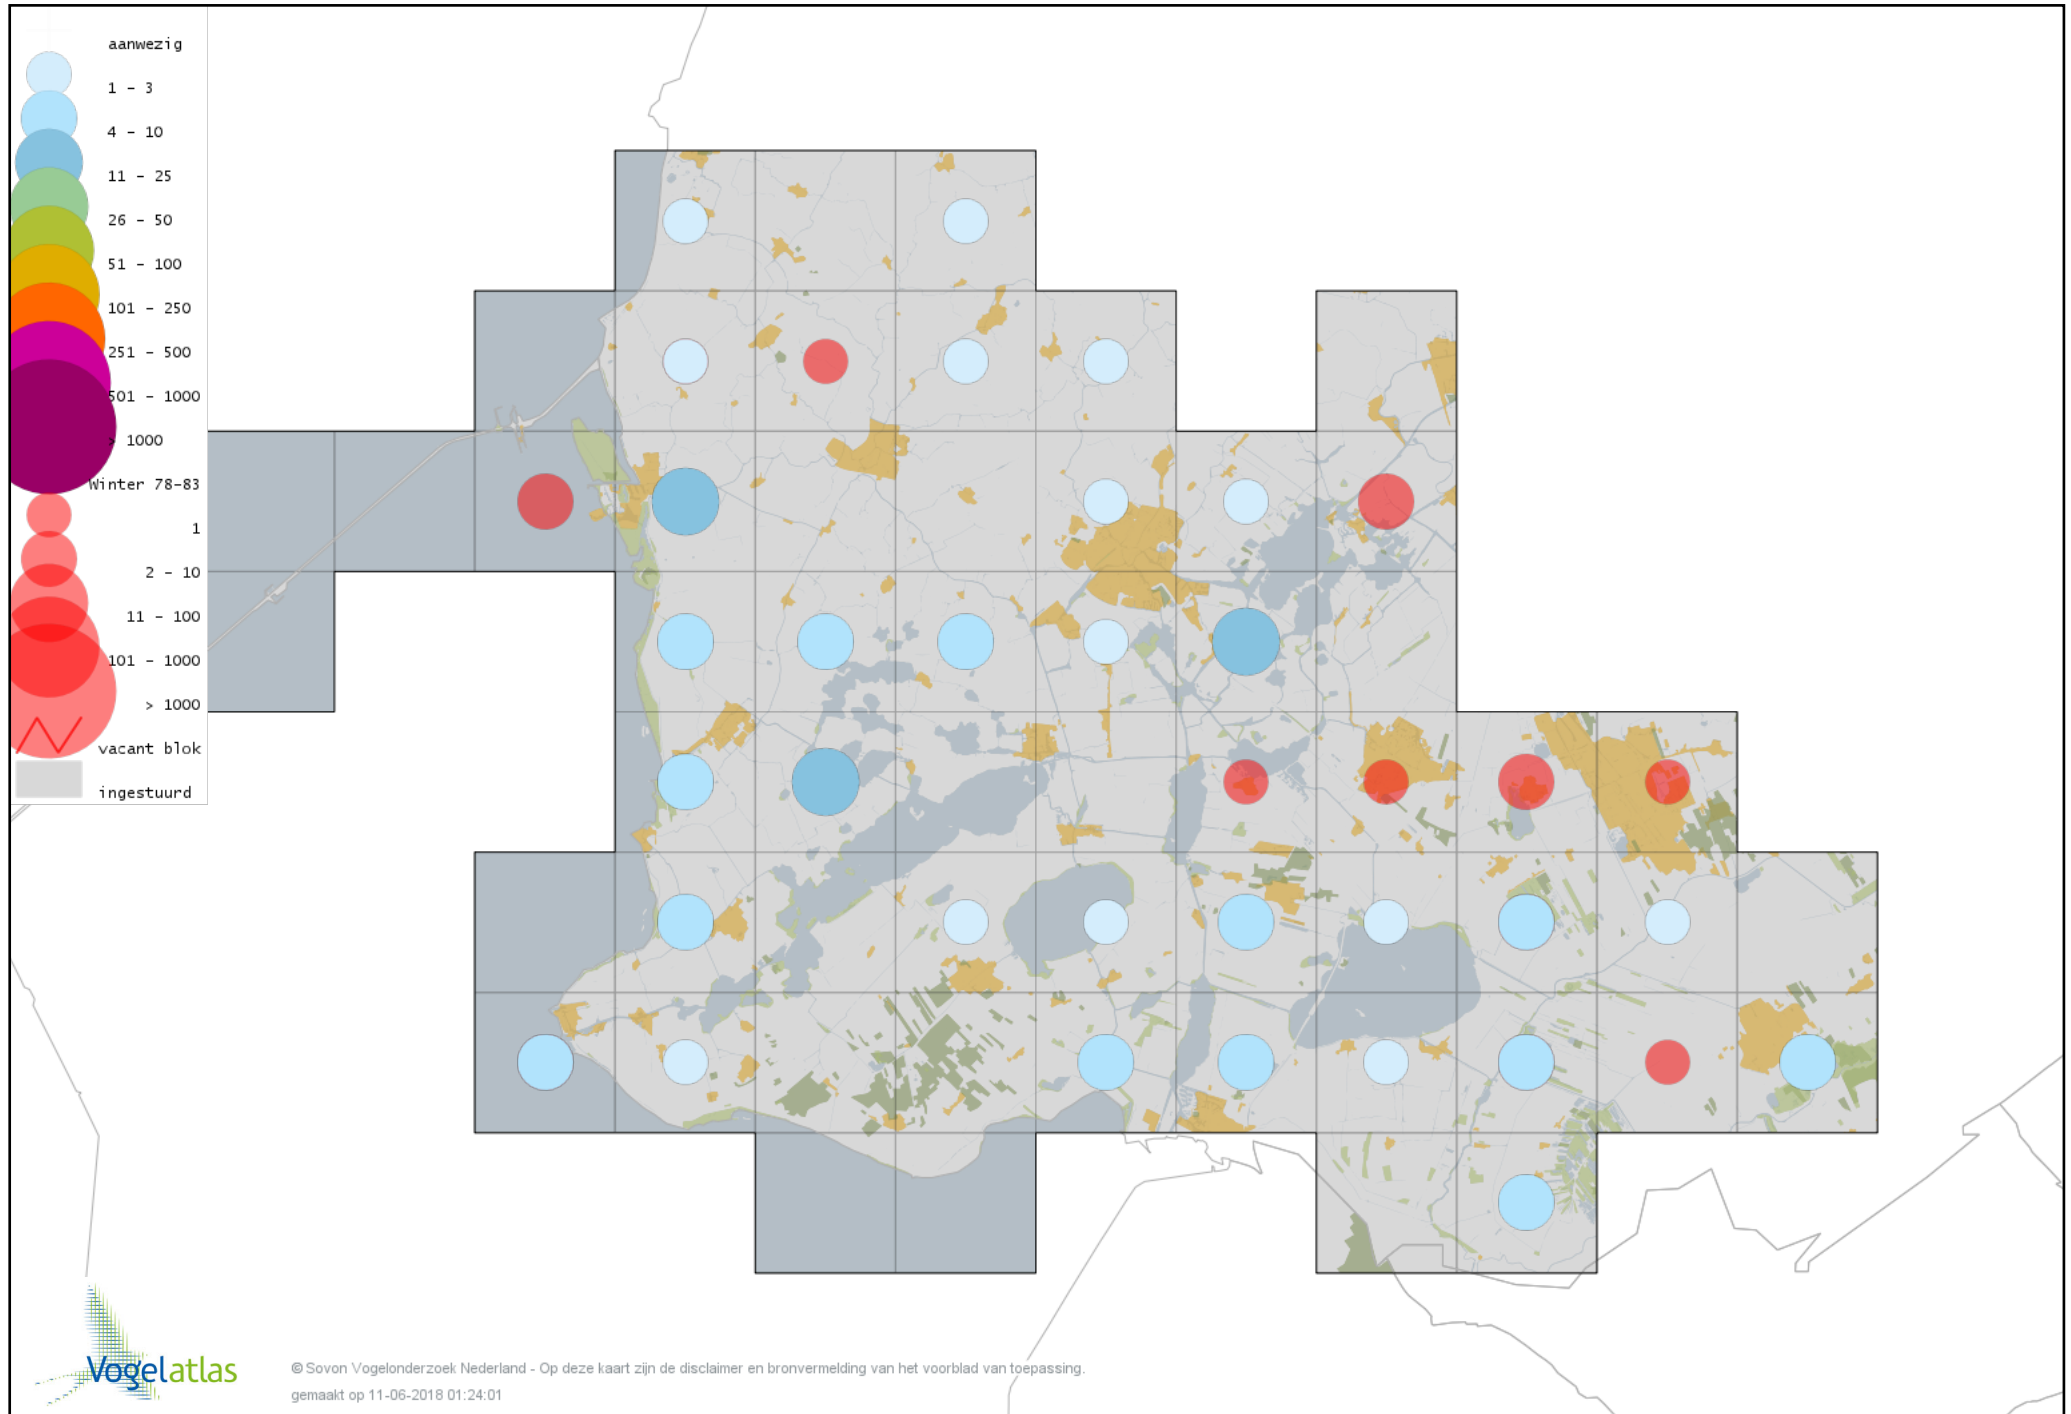 aanwezig
1 - 3
4 - 10
11 - 25
26 - 50
51 - 100
101 - 250
251 - 500
501 - 1000
> 1000
Winter 78-83
1
2 - 10
11 - 100
101 - 1000
> 1000
vacant blok
ingestuurd
Vogelatlas
© Sovon Vogelonderzoek Nederland - Op deze kaart zijn de disclaimer en bronvermelding van het voorblad van toepassing.
gemaakt op 11-06-2018 01:24:01